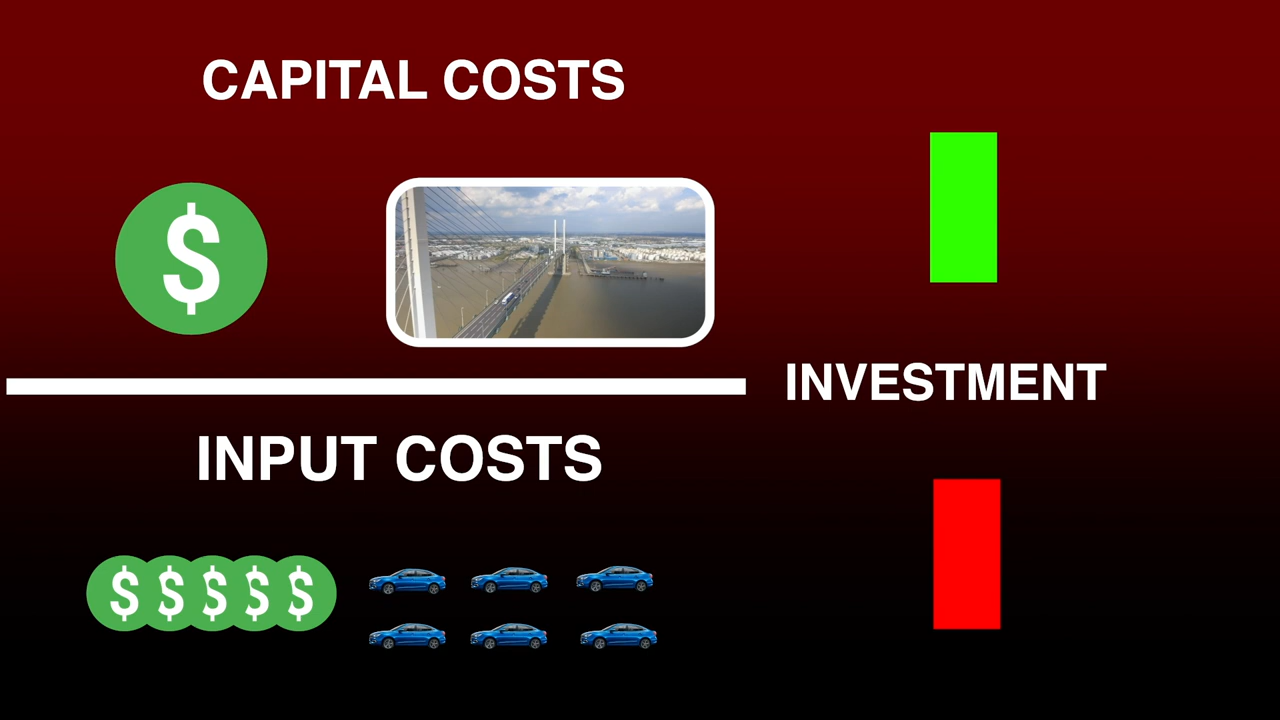 CAPITAL COSTS
$
INVESTMENT
INPUT COSTS
$ $ $ $ $